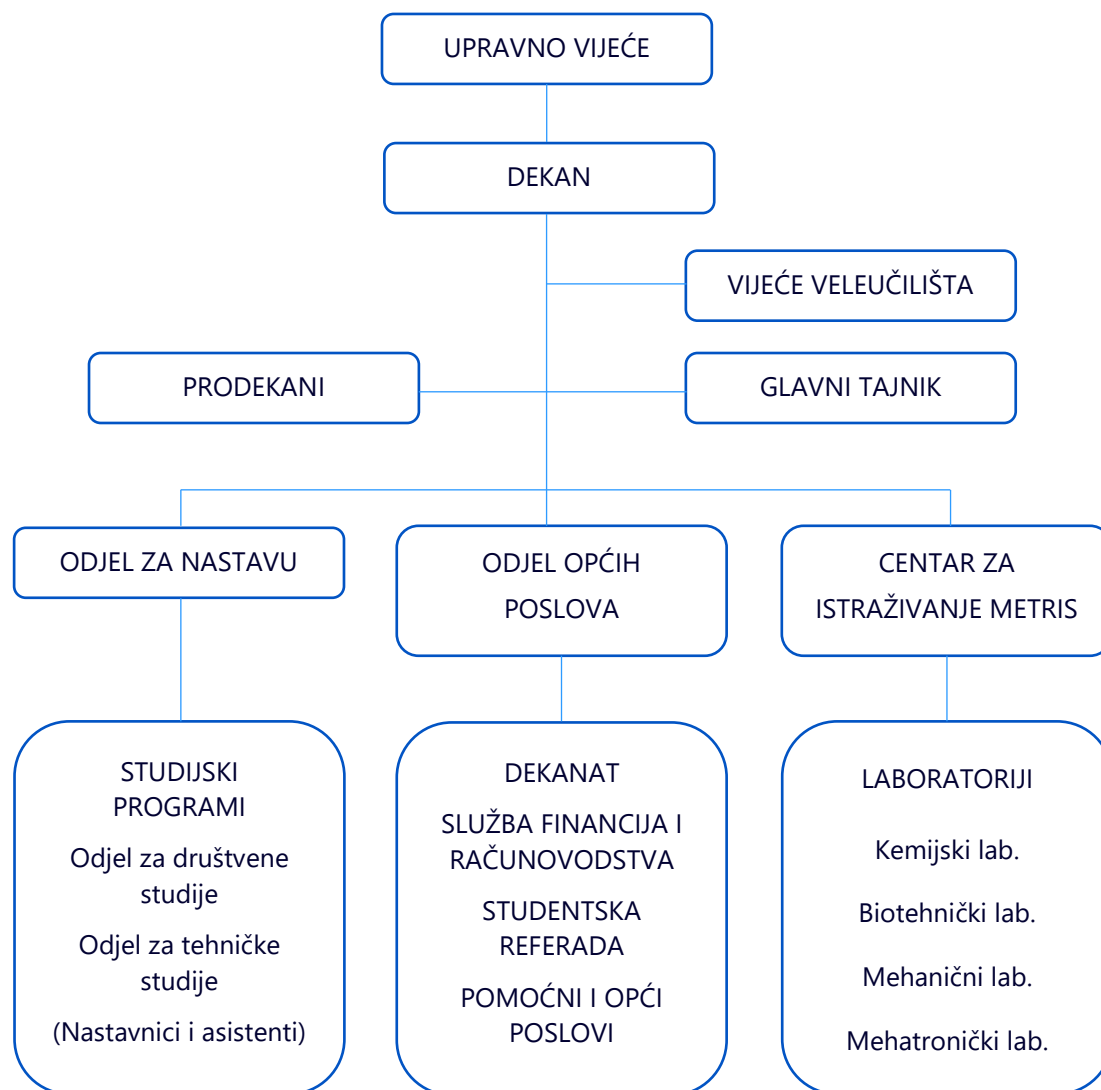 UPRAVNO VIJEĆE
DEKAN
VIJEĆE VELEUČILIŠTA
PRODEKANI
GLAVNI TAJNIK
ODJEL ZA NASTAVU
ODJEL OPĆIH
POSLOVA
CENTAR ZA
ISTRAŽIVANJE METRIS
STUDIJSKI
PROGRAMI
Odjel za društvene
studije
Odjel za tehničke
studije
(Nastavnici i asistenti)
DEKANAT
SLUŽBA FINANCIJA I
RAČUNOVODSTVA
STUDENTSKA
REFERADA
POMOĆNI I OPĆI
POSLOVI
LABORATORIJI
Kemijski lab.
Biotehnički lab.
Mehanični lab.
Mehatronički lab.